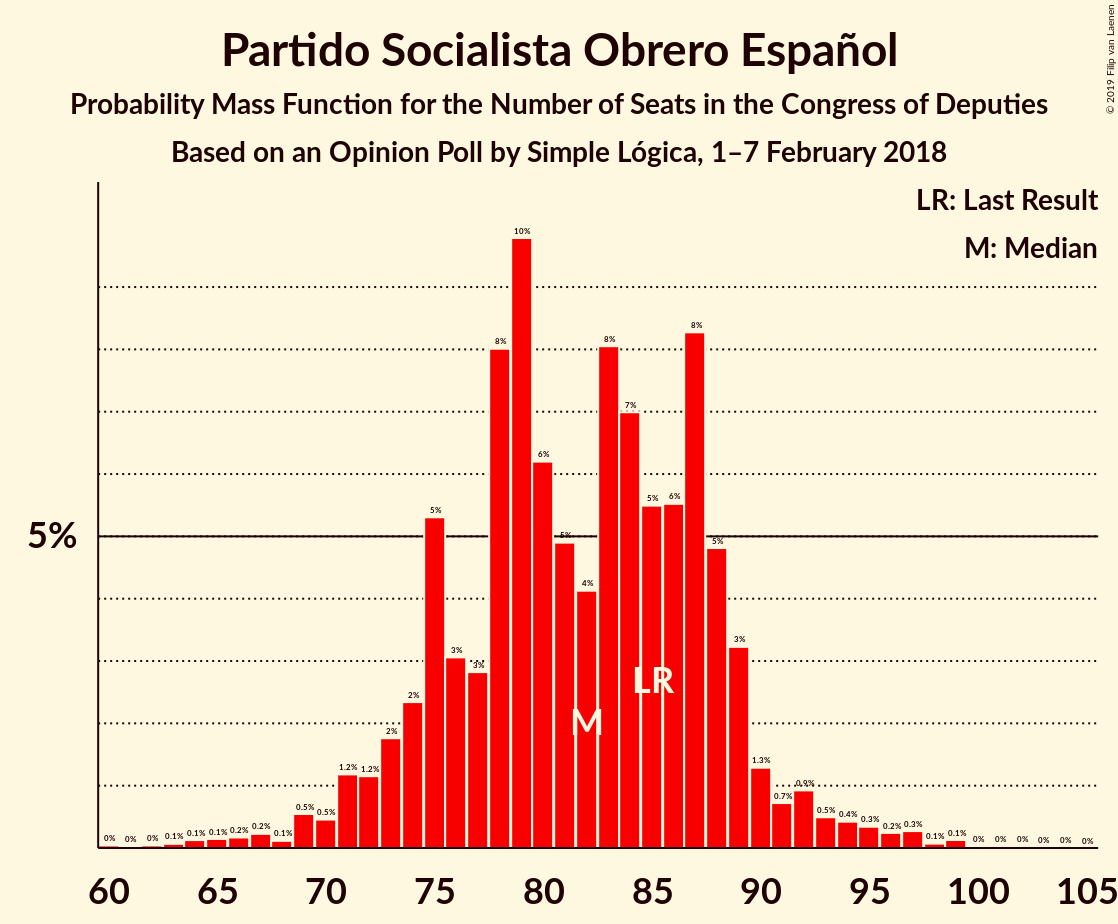 Partido Socialista Obrero Español
Probability Mass Function for the Number of Seats in the Congress of Deputies
Based on an Opinion Poll by Simple Lógica, 1–7 February 2018
© 2019 Filip van Laenen
LR: Last Result
M: Median
5%
0% 0% 0% 0.1% 0.1% 0.1% 0.2% 0.2% 0.1% 0.5% 0.5% 1.2% 1.2% 2% 2% 5% 3% 3% 8% 10% 6% 5% 4% 8% 7% 5% 6% 8% 5% 3% 1.3% 0.7% 0.9% 0.5% 0.4% 0.3% 0.2% 0.3% 0.1% 0.1% 0% 0% 0% 0% 0% 0%
LR
M
60 65 70 75 80 85 90 95 100 105